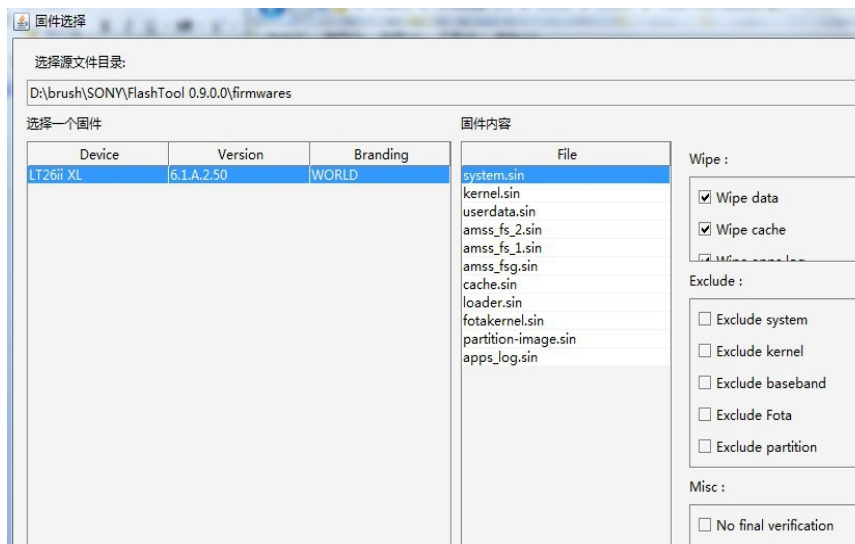 固件选择
选择源文件目录:
D:\brush\SONY\FlashTool 0.9.0.0\firmwares
选择一个固件
Device Version Branding
LT26ii XL 6.1.A.2.50 WORLD
固件内容
File
system.sin
kernel.sin
userdata.sin
amss_fs_2.sin
amss_fs_1.sin
amss_fsg.sin
cache.sin
loader.sin
fotakernel.sin
partition-image.sin
apps_log.sin
Wipe :
Wipe data
Wipe cache
Wipe apps log
Exclude :
Exclude system
Exclude kernel
Exclude baseband
Exclude Fota
Exclude partition
Misc :
No final verification